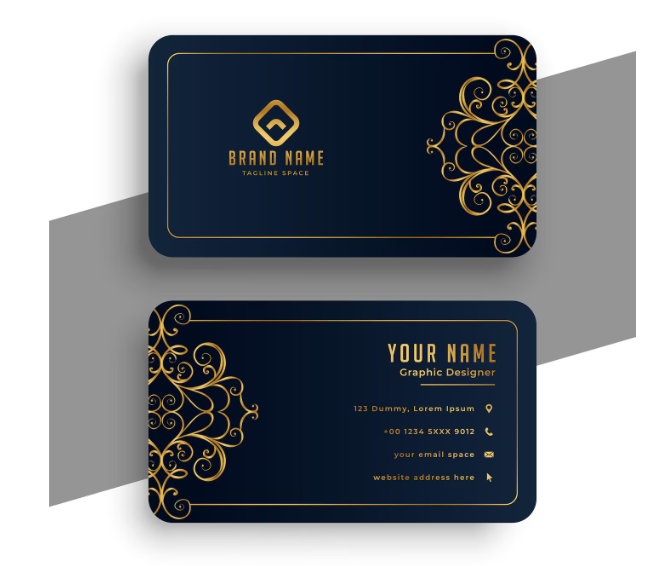 BRAND NAME
TAGLINE SPACE
YOUR NAME
Graphic Designer
123 Dummy, Lorem Ipsum
+00 1234 5XXX 9012
your email space
website address here